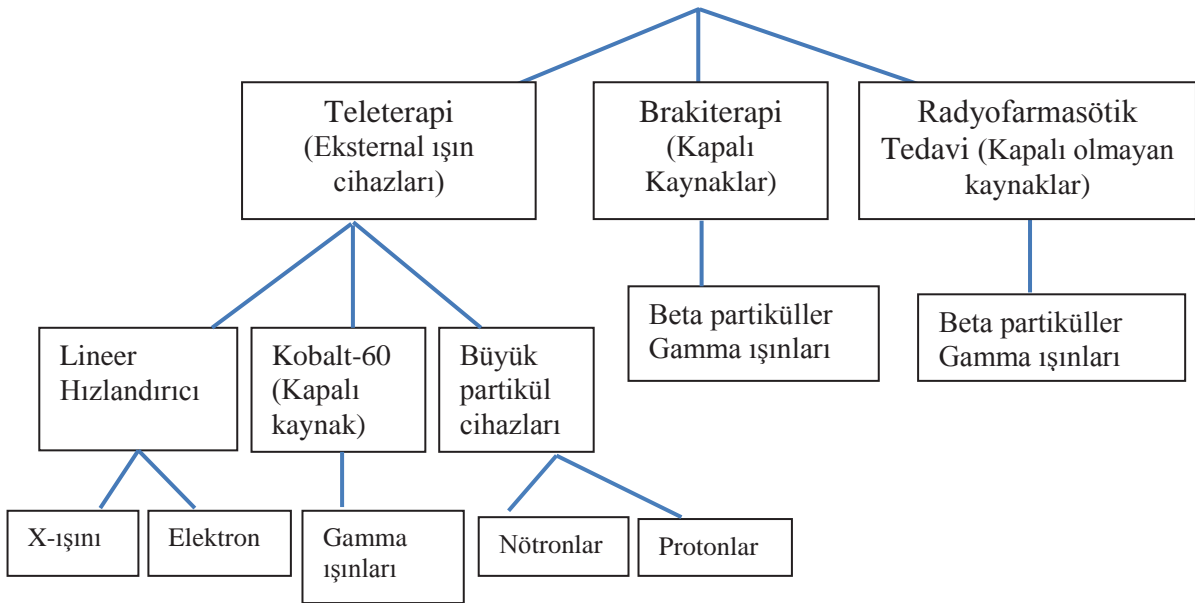 Teleterapi
(Eksternal ışın
cihazları)
Brakiterapi
(Kapalı
Kaynaklar)
Radyofarmasötik
Tedavi (Kapalı olmayan
kaynaklar)
Lineer
Hızlandırıcı
Kobalt-60
(Kapalı
kaynak)
Büyük
partikül
cihazları
Beta partiküller
Gamma ışınları
Beta partiküller
Gamma ışınları
X-ışını
Elektron
Gamma
ışınları
Nötronlar
Protonlar